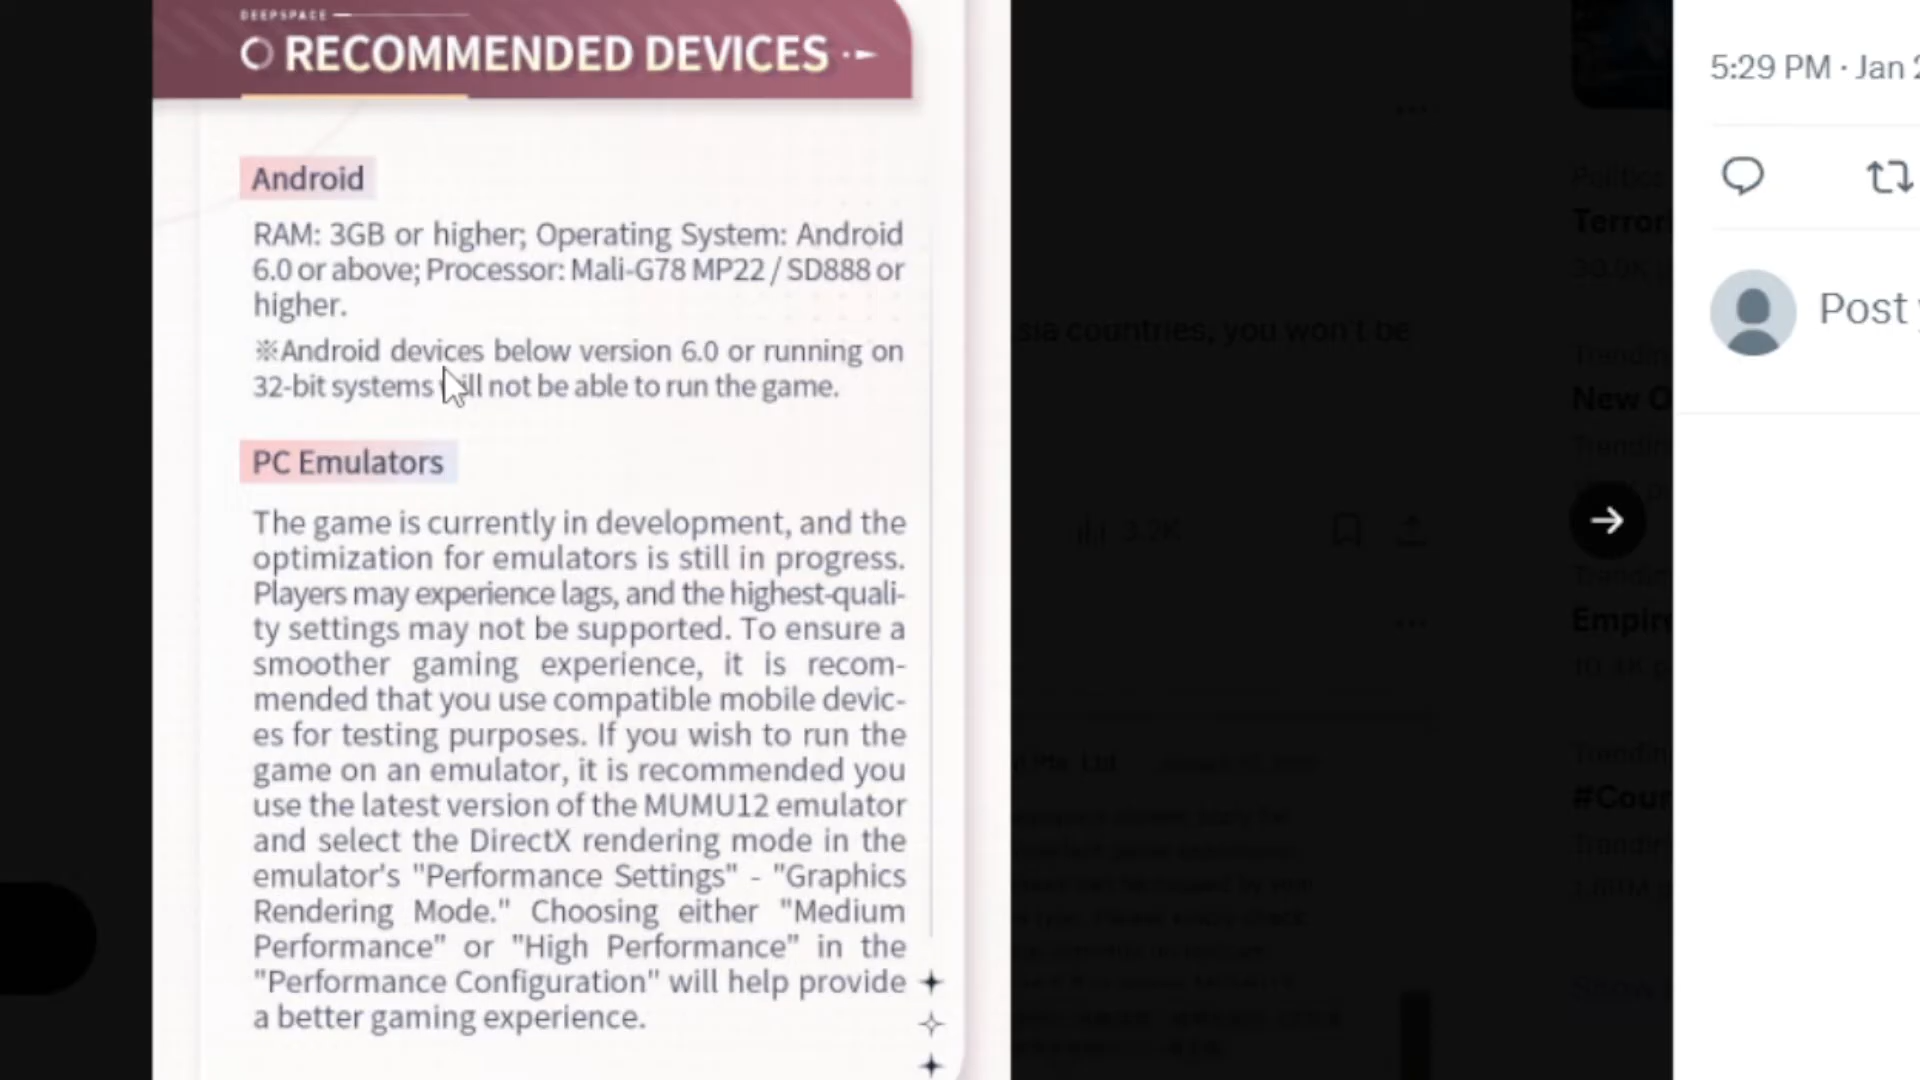 DEEPSPACE
RECOMMENDED DEVICES
Android
RAM: 3GB or higher; Operating System: Android
6.0 or above; Processor: Mali-G78 MP22 / SD888 or
higher.
※Android devices below version 6.0 or running on
32-bit systems will not be able to run the game.
PC Emulators
The game is currently in development, and the
optimization for emulators is still in progress.
Players may experience lags, and the highest-quali-
ty settings may not be supported. To ensure a
smoother gaming experience, it is recom-
mended that you use compatible mobile devic-
es for testing purposes. If you wish to run the
game on an emulator, it is recommended you
use the latest version of the MUMU12 emulator
and select the DirectX rendering mode in the
emulator's "Performance Settings" - "Graphics
Rendering Mode." Choosing either "Medium
Performance" or "High Performance" in the
"Performance Configuration" will help provide
a better gaming experience.
countries, you won't be
3.2K
Ltd
Terror
New
Trending
#Cour
5:29 PM · Jan 2
Post